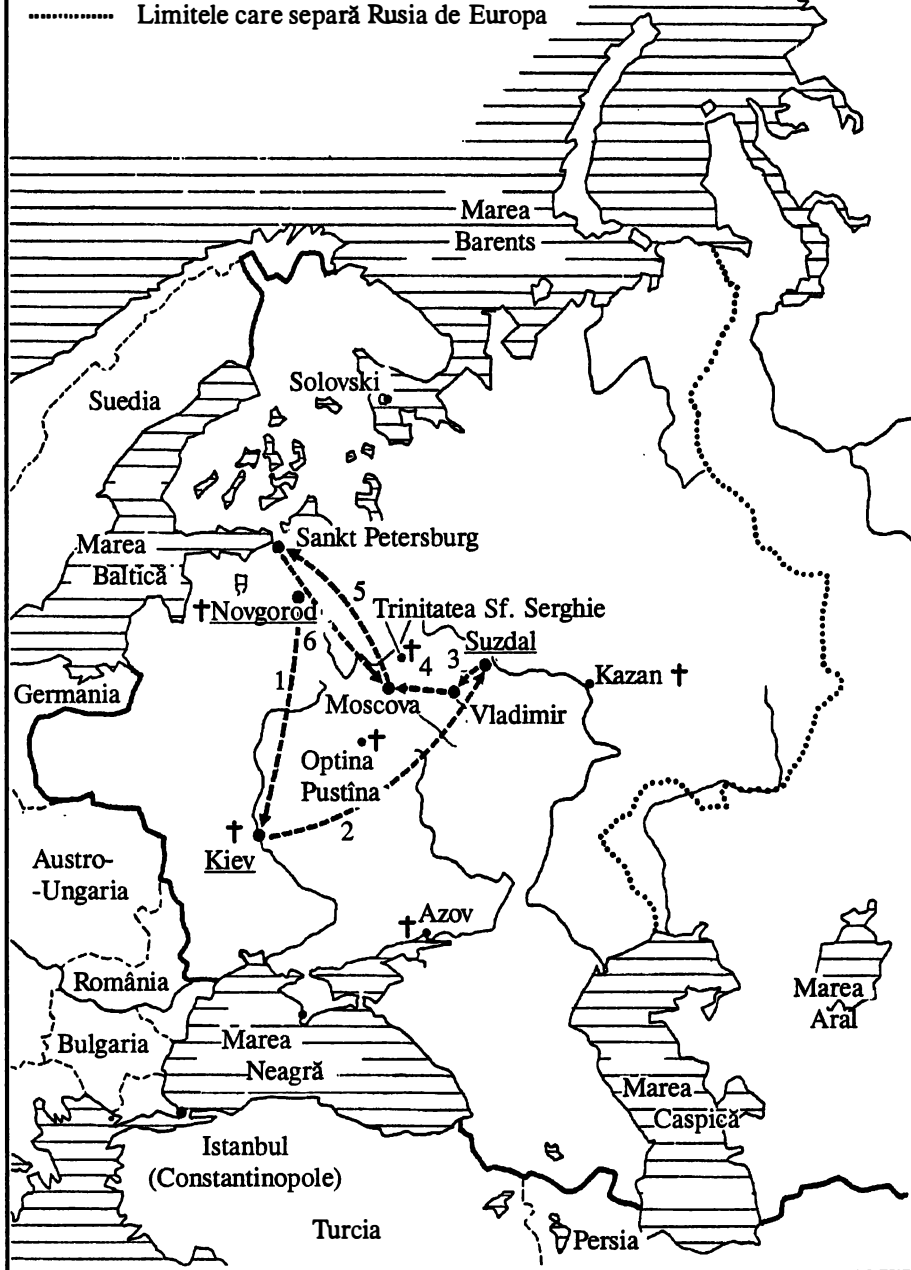 Limitele care separă Rusia de Europa
Marea
Barents
Solovski
Suedia
Sankt Petersburg
Marea
Baltică
5
†Novgorod
Trinitatea Sf. Serghie
6
†
Suzdal
4
3
1
Kazan †
Germania
Moscova
Vladimir
†
Optina
Pustîna
2
†
Kiev
Austro-
-Ungaria
† Azov
România
Marea
Aral
Bulgaria
Marea
Neagră
Marea
Caspică
Istanbul
(Constantinopole)
Turcia
Persia